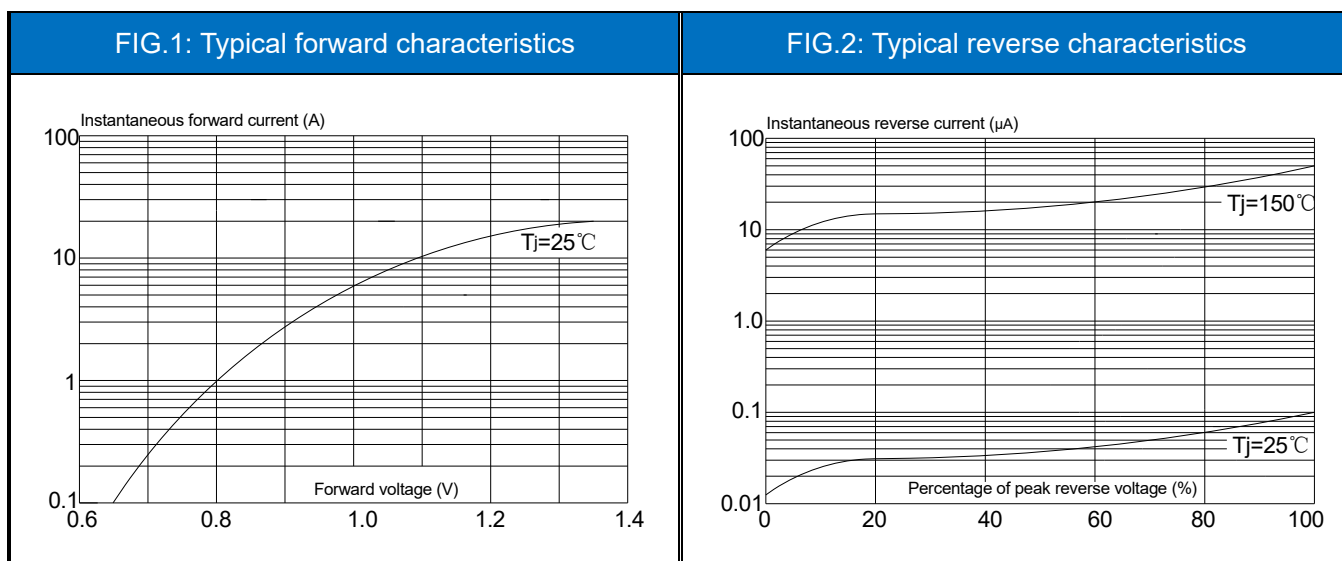 FIG.1: Typical forward characteristics
Instantaneous forward current (A)
100
10
1
0.1
Tj=25℃
Forward voltage (V)
0.6 0.8 1.0 1.2 1.4
FIG.2: Typical reverse characteristics
Instantaneous reverse current (μA)
100
10
1.0
0.1
0.01
Tj=150℃
Tj=25℃
Percentage of peak reverse voltage (%)
0 20 40 60 80 100